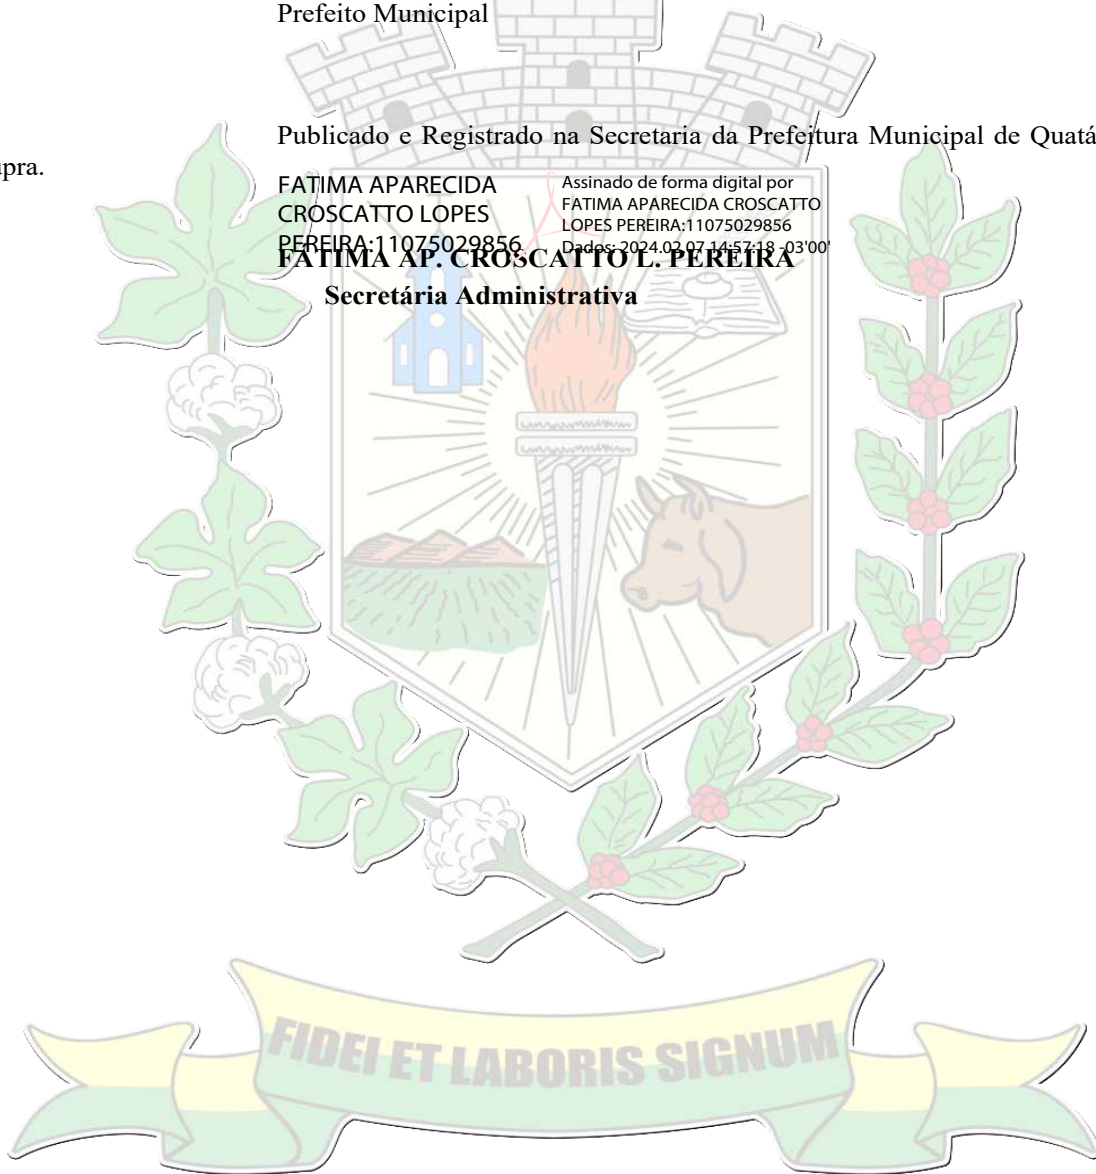 Prefeito Municipal
Publicado e Registrado na Secretaria da Prefeitura Municipal de Quatá
upra.
FATIMA APARECIDA
CROSCATTO LOPES
PEREIRA:11075029856
Assinado de forma digital por
FATIMA APARECIDA CROSCATTO
LOPES PEREIRA:11075029856
Dados: 2024.02.07 14:57:18 -03'00'
FÁTIMA AP. CROSCATTO L. PEREIRA
Secretária Administrativa
FIDEI ET LABORIS SIGNUM